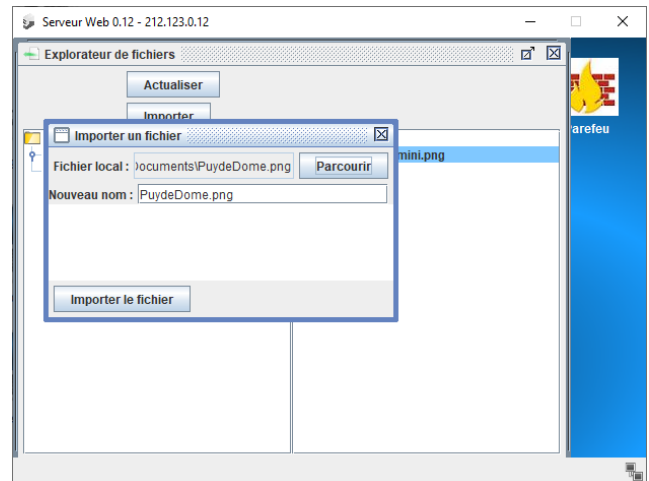 Serveur Web 0.12 - 212.123.0.12
Explorateur de fichiers
Actualiser
Importer
Importer un fichier
Fichier local : Documents\PuydeDome.png Parcourir
Nouveau nom : PuydeDome.png
Importer le fichier
mini.png
arefeu